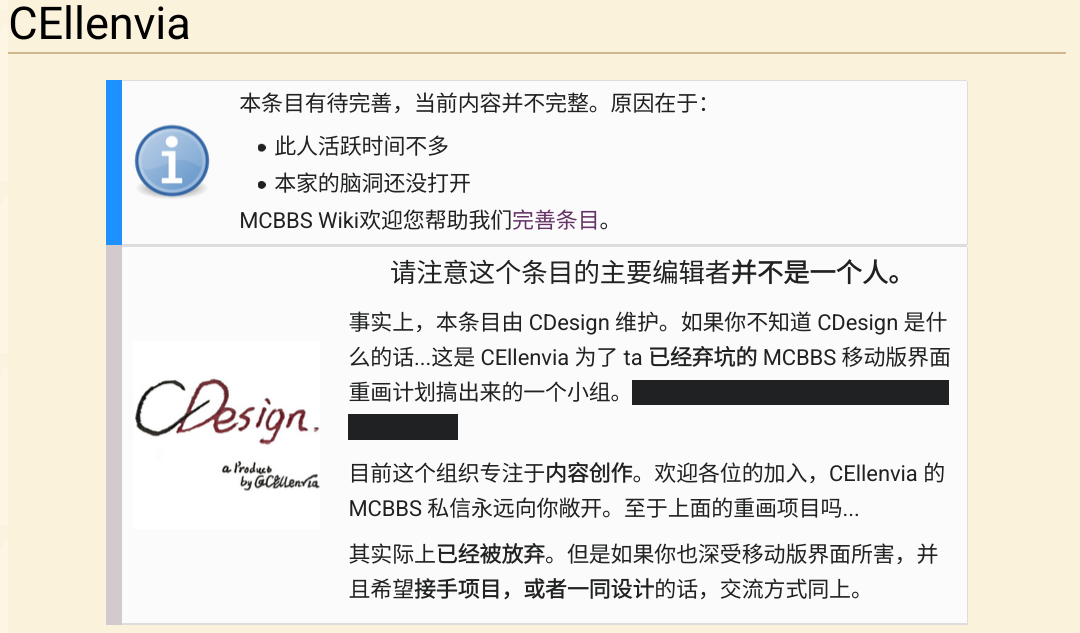 CEllenvia
本条目有待完善，当前内容并不完整。原因在于：
• 此人活跃时间不多
• 本家的脑洞还没打开
MCBBS Wiki欢迎您帮助我们完善条目。
请注意这个条目的主要编辑者并不是一个人。
事实上，本条目由 CDesign 维护。如果你不知道 CDesign 是什
么的话...这是 CEllenvia 为了 ta 已经弃坑的 MCBBS 移动版界面
重画计划搞出来的一个小组。
CDesign.
a Product
by @CEllenvia
目前这个组织专注于内容创作。欢迎各位的加入，CEllenvia 的
MCBBS 私信永远向你敞开。至于上面的重画项目吗...
其实际上已经被放弃。但是如果你也深受移动版界面所害，并
且希望接手项目，或者一同设计的话，交流方式同上。